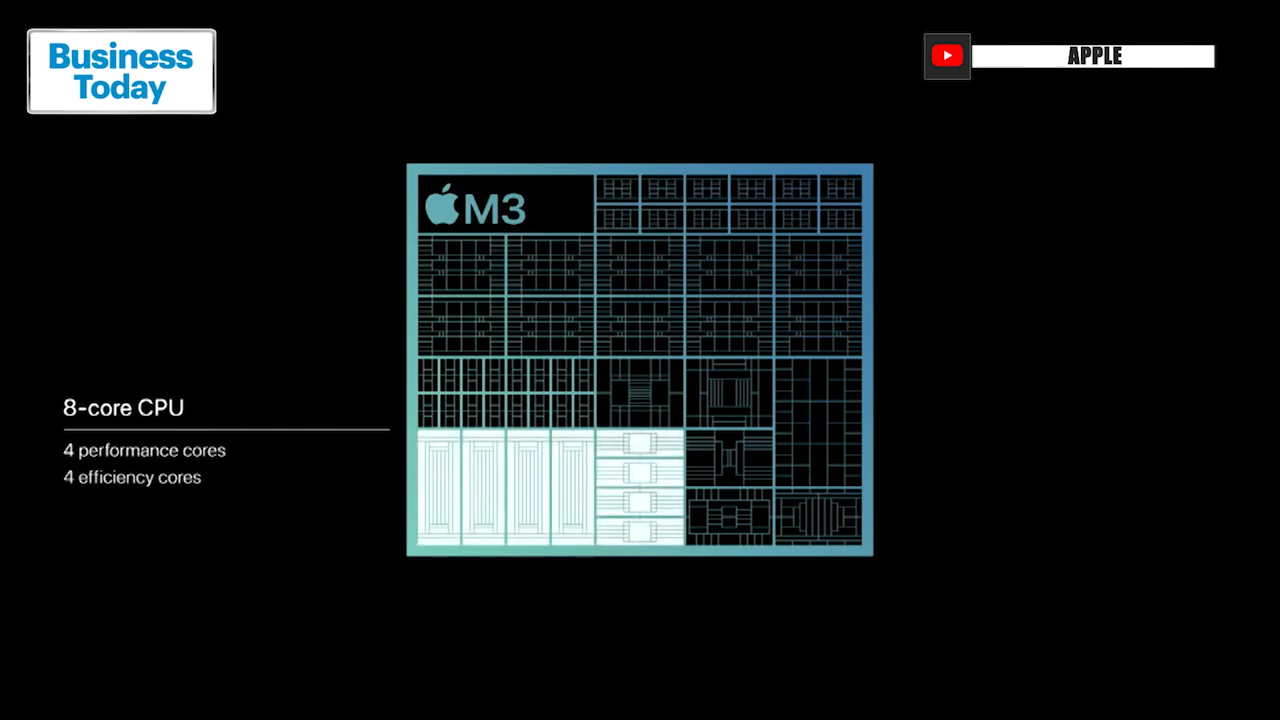 Business
Today
APPLE
M3
8-core CPU
4 performance cores
4 efficiency cores